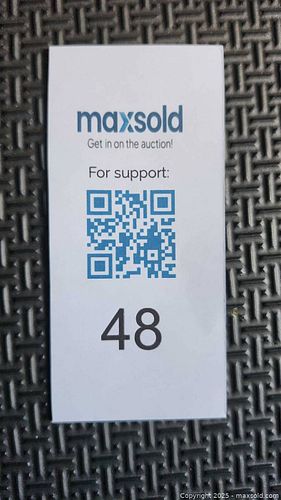 maxsold
Get in on the auction!
For support:
48
Copyright © 2025 - maxsold.com